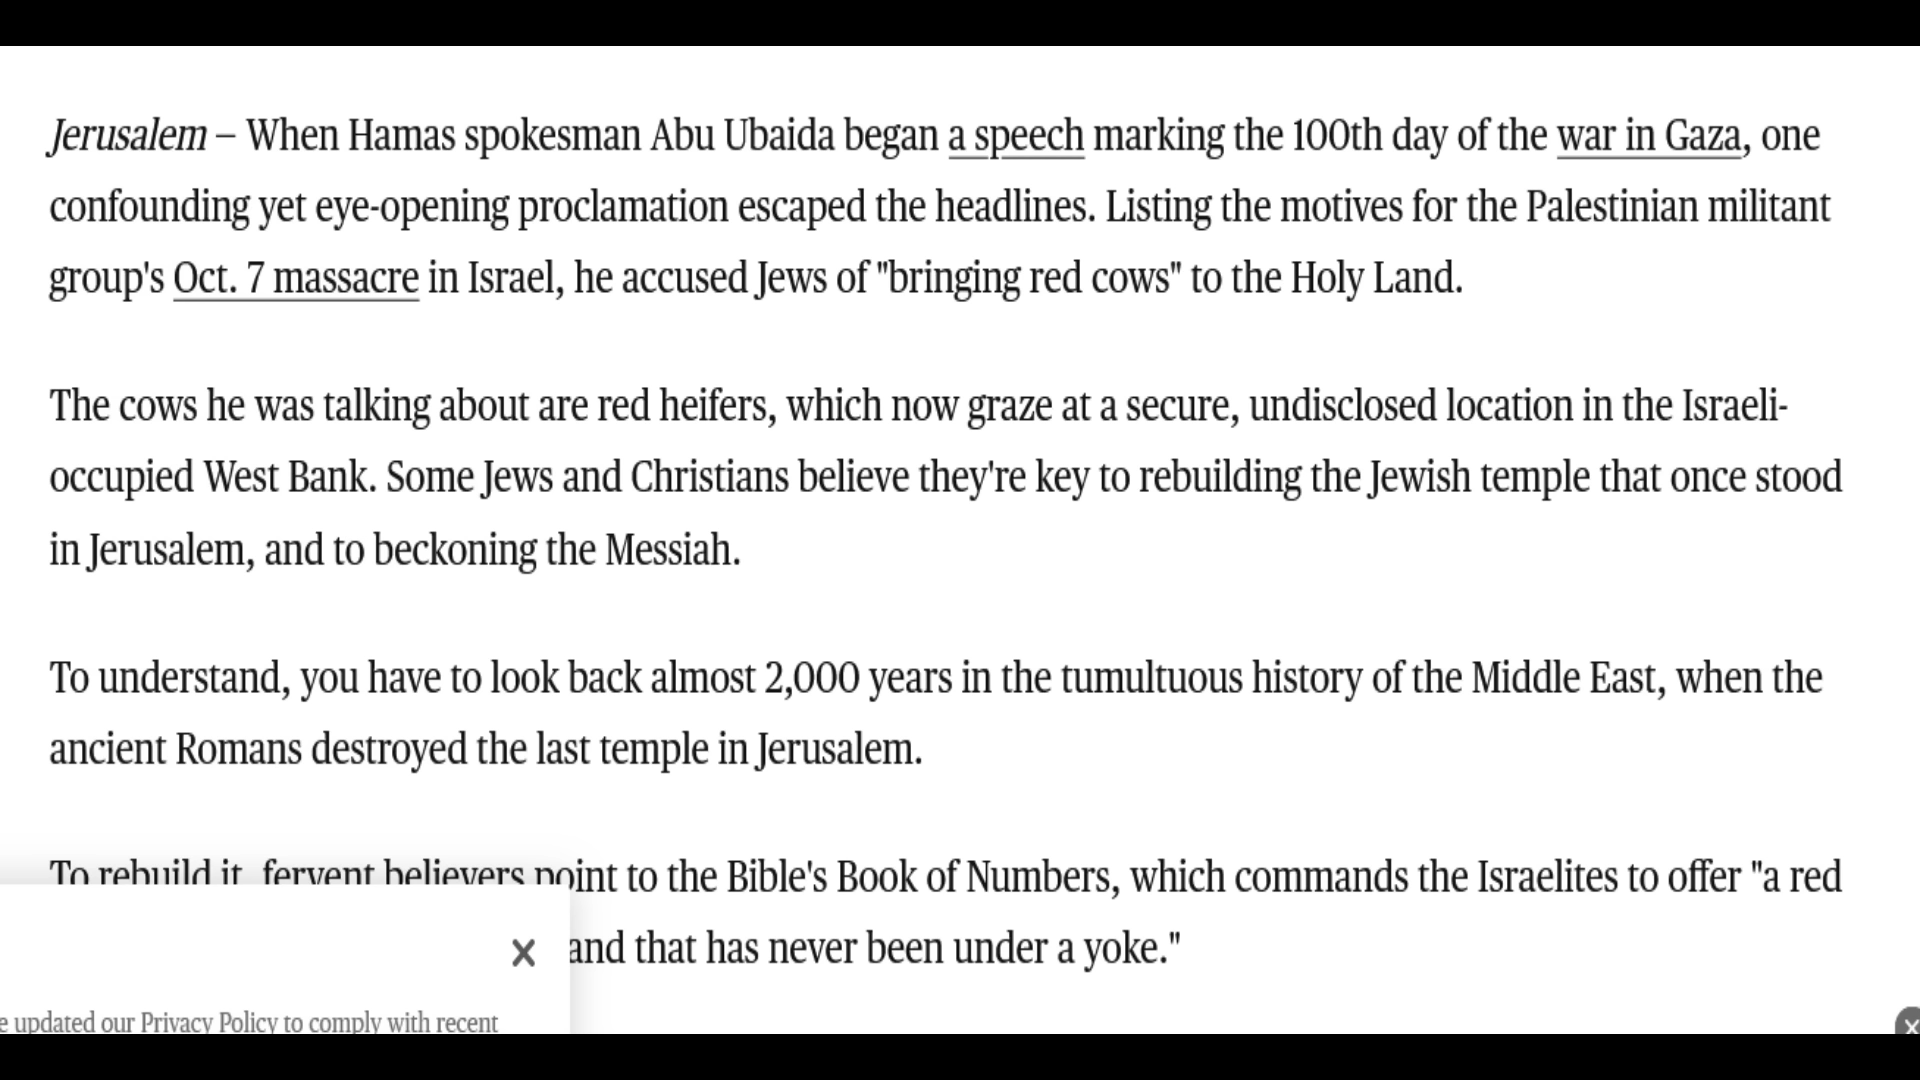 Jerusalem – When Hamas spokesman Abu Ubaida began a speech marking the 100th day of the war in Gaza, one
confounding yet eye-opening proclamation escaped the headlines. Listing the motives for the Palestinian militant
group's Oct. 7 massacre in Israel, he accused Jews of "bringing red cows" to the Holy Land.
The cows he was talking about are red heifers, which now graze at a secure, undisclosed location in the Israeli-
occupied West Bank. Some Jews and Christians believe they're key to rebuilding the Jewish temple that once stood
in Jerusalem, and to beckoning the Messiah.
To understand, you have to look back almost 2,000 years in the tumultuous history of the Middle East, when the
ancient Romans destroyed the last temple in Jerusalem.
To rebuild it, fervent believers point to the Bible's Book of Numbers, which commands the Israelites to offer "a red
and that has never been under a yoke."
updated our Privacy Policy to comply with recent